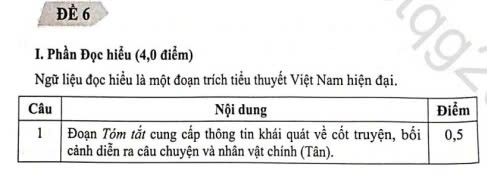 ĐỀ 6
I. Phần Đọc hiểu (4,0 điểm)
Ngữ liệu đọc hiểu là một đoạn trích tiểu thuyết Việt Nam hiện đại.
Câu Nội dung Điểm
1 Đoạn Tóm tắt cung cấp thông tin khái quát về cốt truyện, bối 0,5
cảnh diễn ra câu chuyện và nhân vật chính (Tân).